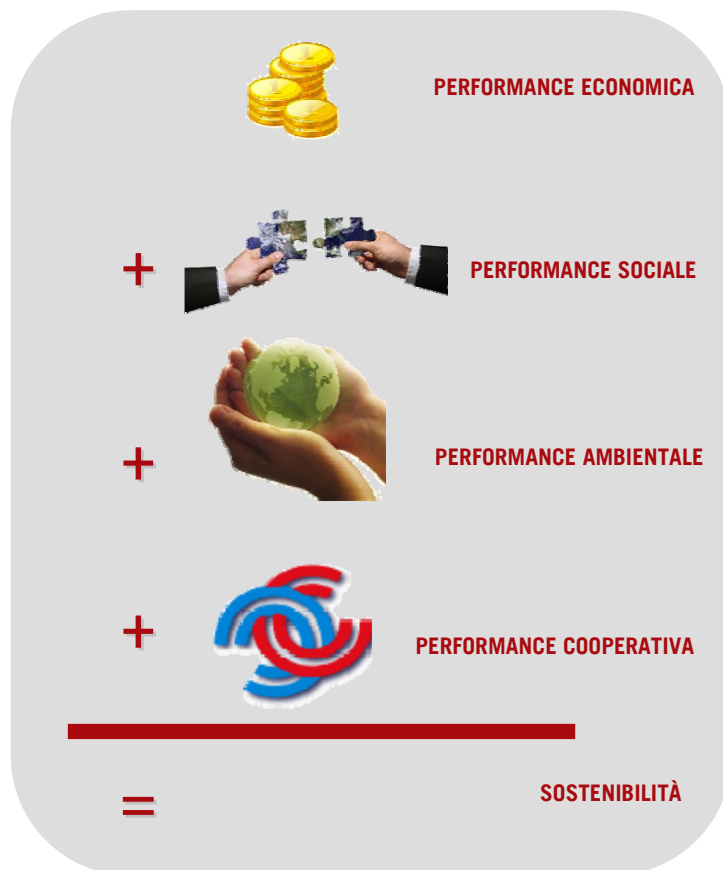 PERFORMANCE ECONOMICA
+ PERFORMANCE SOCIALE
+ PERFORMANCE AMBIENTALE
+ PERFORMANCE COOPERATIVA
= SOSTENIBILITÀ